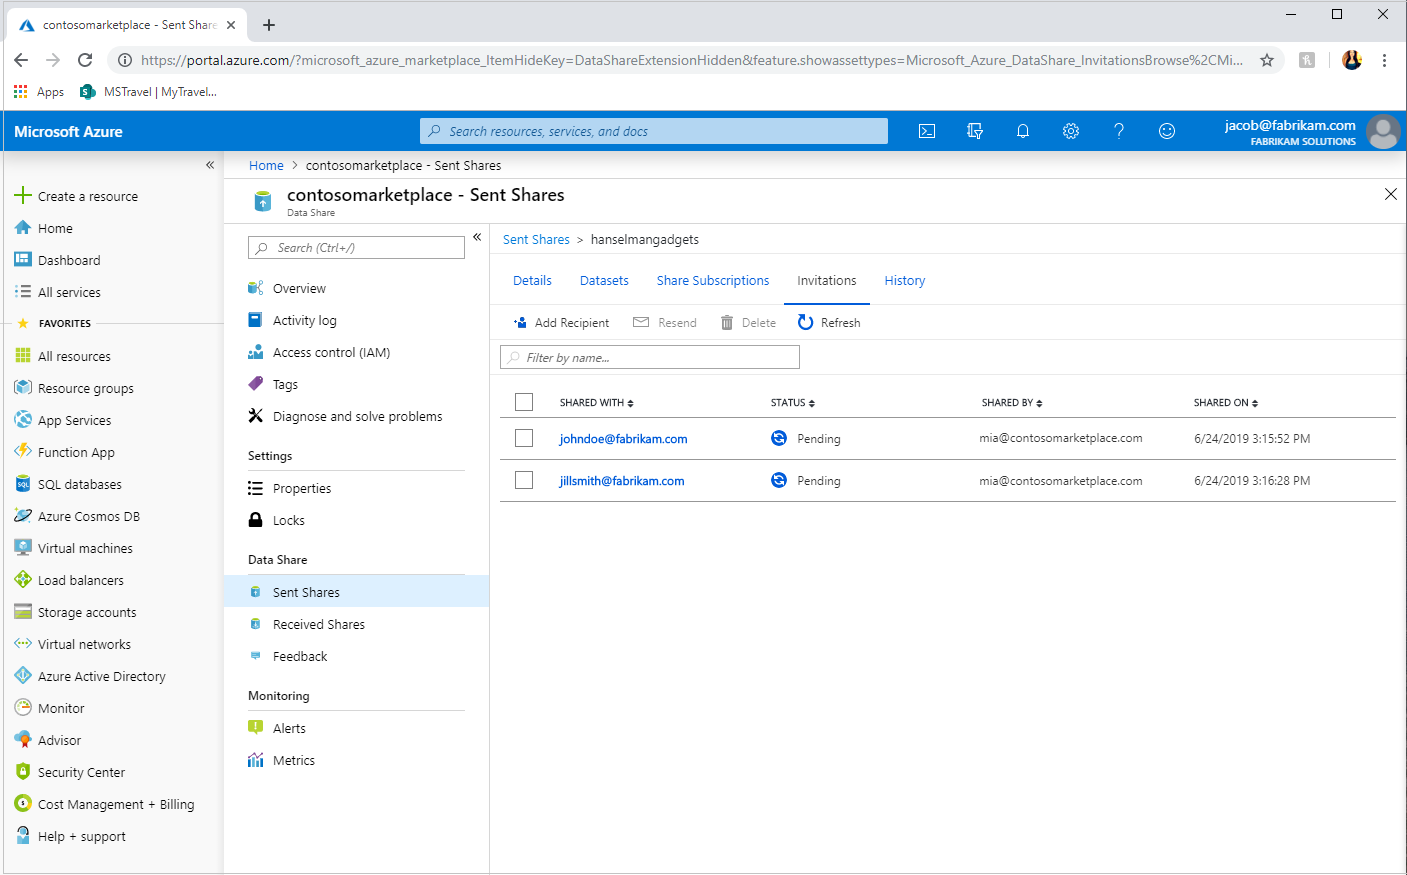 contosomarketplace - Sent Share
https://portal.azure.com/?microsoft_azure_marketplace_ItemHideKey=DataShareExtensionHidden&feature.showassettypes=Microsoft_Azure_DataShare_InvitationsBrowse%2CMi...
Apps
MSTravel | MyTravel...
Microsoft Azure
Search resources, services, and docs
jacob@fabrikam.com
FABRIKAM SOLUTIONS
Create a resource
Home
Dashboard
All services
FAVORITES
All resources
Resource groups
App Services
Function App
SQL databases
Azure Cosmos DB
Virtual machines
Load balancers
Storage accounts
Virtual networks
Azure Active Directory
Monitor
Advisor
Security Center
Cost Management + Billing
Help + support
Home > contosomarketplace - Sent Shares
contosomarketplace - Sent Shares
Data Share
Search (Ctrl+/)
Overview
Activity log
Access control (IAM)
Tags
Diagnose and solve problems
Settings
Properties
Locks
Data Share
Sent Shares
Received Shares
Feedback
Monitoring
Alerts
Metrics
Sent Shares > hanselmangadgets
Details Datasets Share Subscriptions Invitations History
Add Recipient Resend Delete Refresh
Filter by name...
SHARED WITH STATUS SHARED BY SHARED ON
johndoe@fabrikam.com Pending mia@contosomarketplace.com 6/24/2019 3:15:52 PM
jillsmith@fabrikam.com Pending mia@contosomarketplace.com 6/24/2019 3:16:28 PM